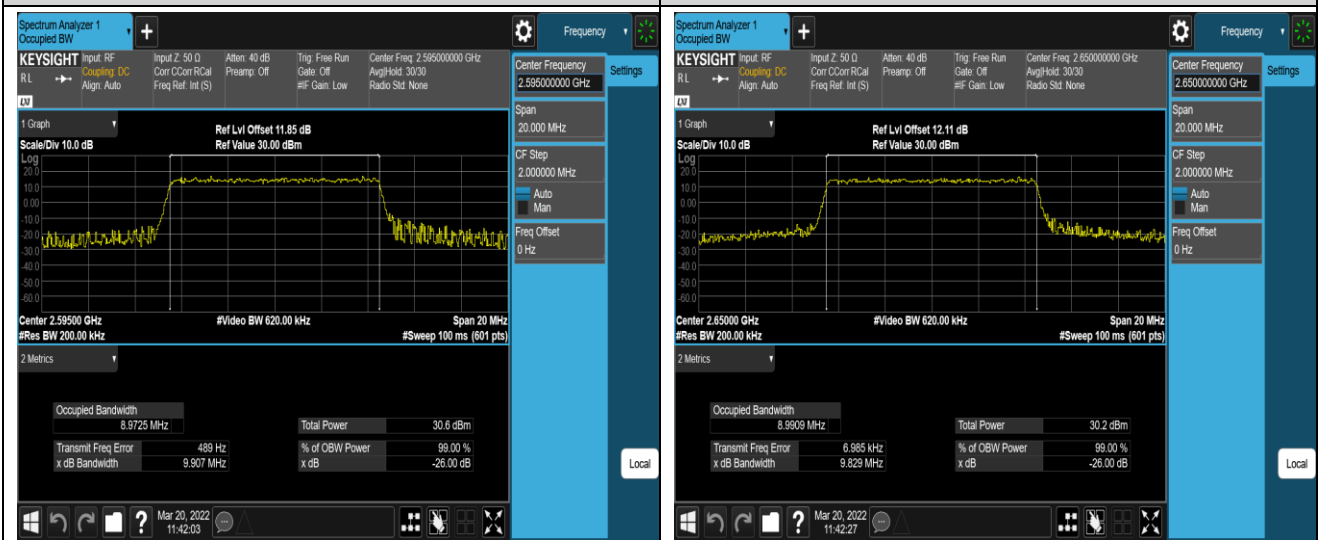 Spectrum Analyzer 1
Occupied BW
+
Frequency
KEYSIGHT
RL
LXI
Input: RF
Coupling: DC
Align: Auto
Input Z: 50 Ω
Corr CCorr RCal
Freq Ref: Int (S)
Atten: 40 dB
Preamp: Off
Trig: Free Run
Gate: Off
#IF Gain: Low
Center Freq: 2.595000000 GHz
Avg|Hold: 30/30
Radio Std: None
Center Frequency
2.595000000 GHz
Settings
Span
20.000 MHz
CF Step
2.000000 MHz
Auto
Man
Freq Offset
0 Hz
Local
1 Graph
Scale/Div 10.0 dB
Ref Lvl Offset 11.85 dB
Ref Value 30.00 dBm
Log
20.0
10.0
0.00
-10.0
-20.0
-30.0
-40.0
-50.0
-60.0
Center 2.59500 GHz
#Video BW 620.00 kHz
Span 20 MHz
#Res BW 200.00 kHz
#Sweep 100 ms (601 pts)
2 Metrics
Occupied Bandwidth
8.9725 MHz
Total Power 30.6 dBm
Transmit Freq Error 489 Hz
% of OBW Power 99.00 %
x dB Bandwidth 9.907 MHz
x dB -26.00 dB
?
Mar 20, 2022
11:42:03
Spectrum Analyzer 1
Occupied BW
+
Frequency
KEYSIGHT
RL
LXI
Input: RF
Coupling: DC
Align: Auto
Input Z: 50 Ω
Corr CCorr RCal
Freq Ref: Int (S)
Atten: 40 dB
Preamp: Off
Trig: Free Run
Gate: Off
#IF Gain: Low
Center Freq: 2.650000000 GHz
Avg|Hold: 30/30
Radio Std: None
Center Frequency
2.650000000 GHz
Settings
Span
20.000 MHz
CF Step
2.000000 MHz
Auto
Man
Freq Offset
0 Hz
Local
1 Graph
Scale/Div 10.0 dB
Ref Lvl Offset 12.11 dB
Ref Value 30.00 dBm
Log
20.0
10.0
0.00
-10.0
-20.0
-30.0
-40.0
-50.0
-60.0
Center 2.65000 GHz
#Video BW 620.00 kHz
Span 20 MHz
#Res BW 200.00 kHz
#Sweep 100 ms (601 pts)
2 Metrics
Occupied Bandwidth
8.9909 MHz
Total Power 30.2 dBm
Transmit Freq Error 6.985 kHz
% of OBW Power 99.00 %
x dB Bandwidth 9.829 MHz
x dB -26.00 dB
?
Mar 20, 2022
11:42:27